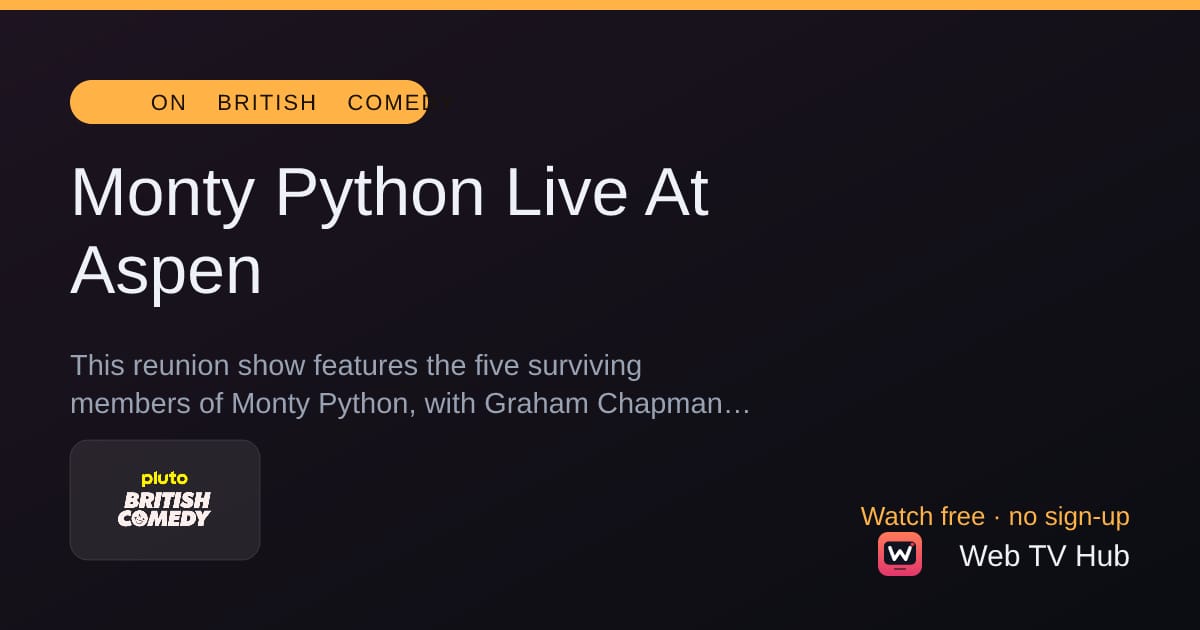 ON BRITISH COMEDY
Monty Python Live At
Aspen
This reunion show features the five surviving
members of Monty Python, with Graham Chapman…
pluto
BRITISH
COMEDY
Watch free · no sign-up
W
Web TV Hub